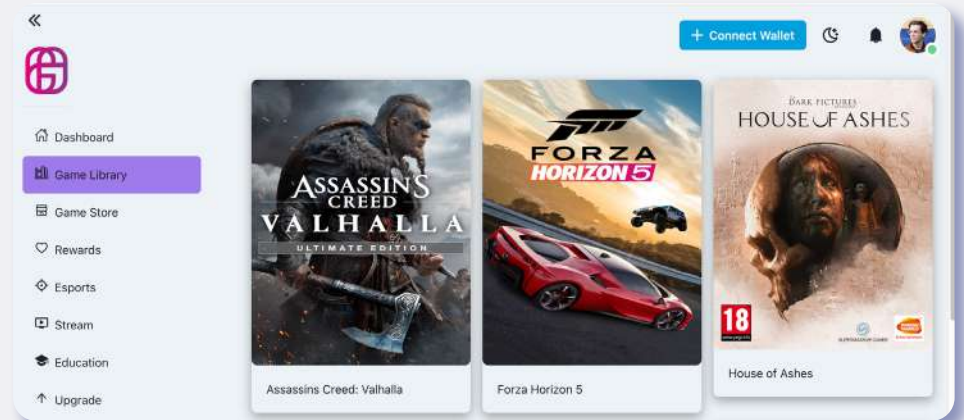 + Connect Wallet
Dashboard
Game Library
Game Store
Rewards
Esports
Stream
Education
Upgrade
ASSASSIN'S
CREED
VALHALLA
ULTIMATE EDITION
Assassins Creed: Valhalla
FORZA
HORIZON 5
Forza Horizon 5
DARK PICTURES
HOUSE OF ASHES
18
House of Ashes